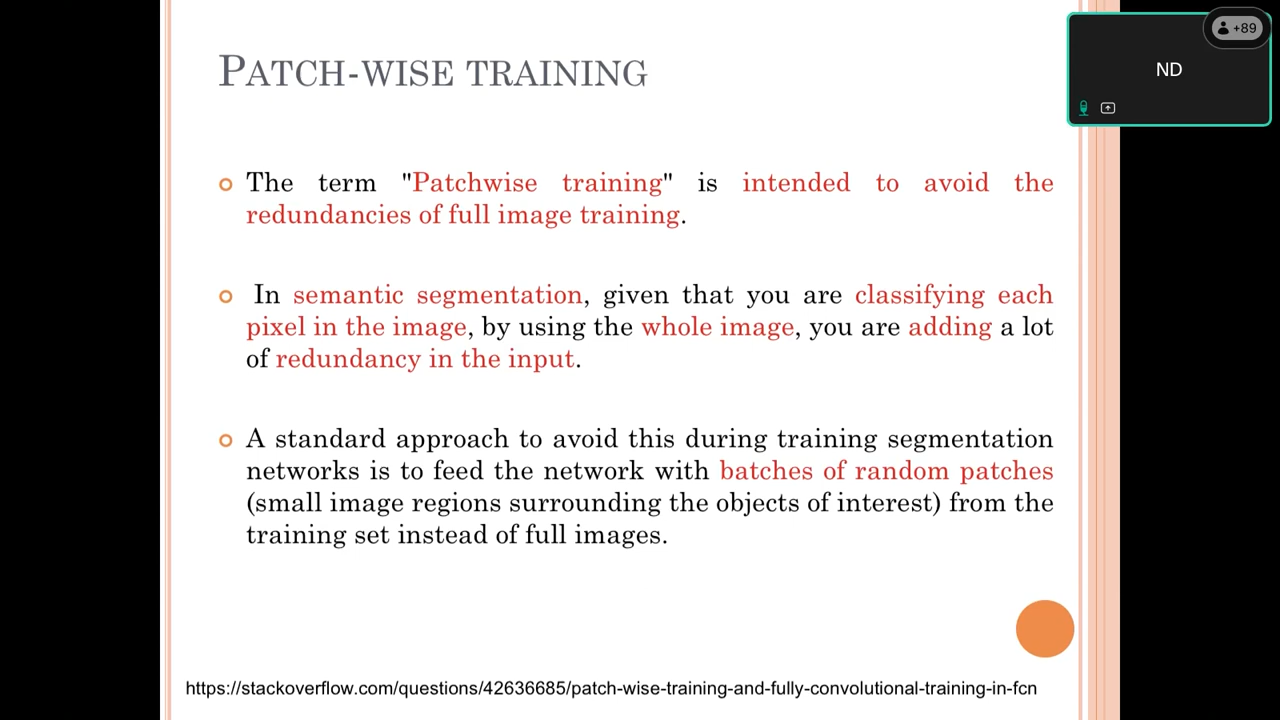 PATCH-WISE TRAINING
+89
ND
The term "Patchwise training" is intended to avoid the
redundancies of full image training.
In semantic segmentation, given that you are classifying each
pixel in the image, by using the whole image, you are adding a lot
of redundancy in the input.
A standard approach to avoid this during training segmentation
networks is to feed the network with batches of random patches
(small image regions surrounding the objects of interest) from the
training set instead of full images.
https://stackoverflow.com/questions/42636685/patch-wise-training-and-fully-convolutional-training-in-fcn